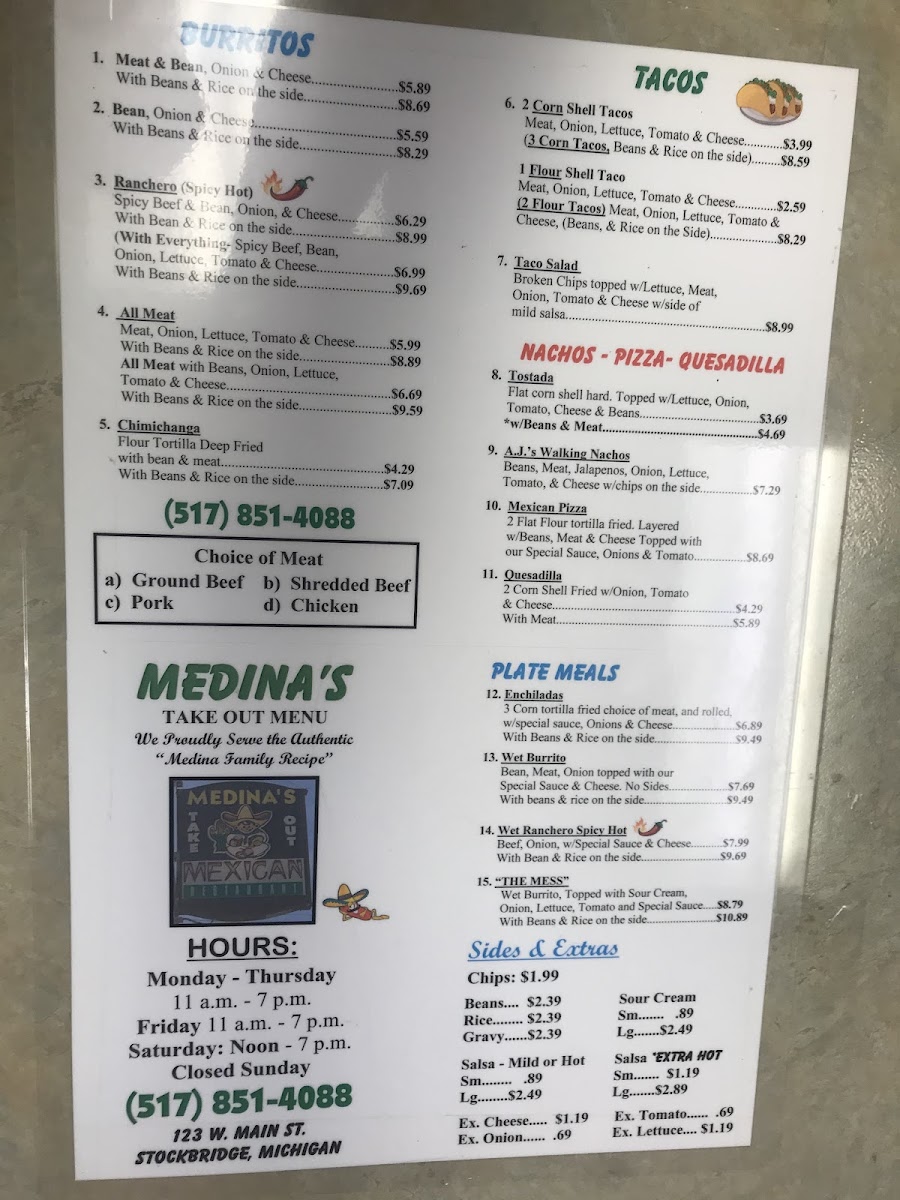 BURRITOS
1. Meat & Bean, Onion & Cheese..............................$5.89
With Beans & Rice on the side.............................$8.69
2. Bean, Onion & Cheese.......................................$5.59
With Beans & Rice on the side.............................$8.29
3. Ranchero (Spicy Hot)
Spicy Beef & Bean, Onion, & Cheese......................$6.29
With Bean & Rice on the side..............................$8.99
(With Everything- Spicy Beef, Bean,
Onion, Lettuce, Tomato & Cheese...........................$6.99
With Beans & Rice on the side..............................$9.69
4. All Meat
Meat, Onion, Lettuce, Tomato & Cheese.........$5.99
With Beans & Rice on the side.......................$8.89
All Meat with Beans, Onion, Lettuce,
Tomato & Cheese..........................................$6.69
With Beans & Rice on the side........................$9.59
5. Chimichanga
Flour Tortilla Deep Fried
with bean & meat..........................................$4.29
With Beans & Rice on the side.......................$7.09
(517) 851-4088
Choice of Meat
a) Ground Beef b) Shredded Beef
c) Pork d) Chicken
MEDINA'S
TAKE OUT MENU
We Proudly Serve the Authentic
"Medina Family Recipe"
MEDINA'S
TAKE OUT
MEXICAN
RESTAURANT
HOURS:
Monday - Thursday
11 a.m. - 7 p.m.
Friday 11 a.m. - 7 p.m.
Saturday: Noon - 7 p.m.
Closed Sunday
(517) 851-4088
123 W. MAIN ST.
STOCKBRIDGE, MICHIGAN
TACOS
6. 2 Corn Shell Tacos
Meat, Onion, Lettuce, Tomato & Cheese............$3.99
(3 Corn Tacos, Beans & Rice on the side).........$8.59
1 Flour Shell Taco
Meat, Onion, Lettuce, Tomato & Cheese.............$2.59
(2 Flour Tacos) Meat, Onion, Lettuce, Tomato &
Cheese, (Beans, & Rice on the Side)....................$8.29
7. Taco Salad
Broken Chips topped w/Lettuce, Meat,
Onion, Tomato & Cheese w/side of
mild salsa............................................................$8.99
NACHOS - PIZZA- QUESADILLA
8. Tostada
Flat corn shell hard. Topped w/Lettuce, Onion,
Tomato, Cheese & Beans....................................$3.69
*w/Beans & Meat...............................................$4.69
9. A.J.'s Walking Nachos
Beans, Meat, Jalapenos, Onion, Lettuce,
Tomato, & Cheese w/chips on the side................$7.29
10. Mexican Pizza
2 Flat Flour tortilla fried. Layered
w/Beans, Meat & Cheese Topped with
our Special Sauce, Onions & Tomato................$8.69
11. Quesadilla
2 Corn Shell Fried w/Onion, Tomato
& Cheese.......................................................$4.29
With Meat......................................................$5.89
PLATE MEALS
12. Enchiladas
3 Corn tortilla fried choice of meat, and rolled,
w/special sauce, Onions & Cheese....................$6.89
With Beans & Rice on the side..........................$9.49
13. Wet Burrito
Bean, Meat, Onion topped with our
Special Sauce & Cheese. No Sides.....................$7.69
With beans & rice on the side............................$9.49
14. Wet Ranchero Spicy Hot
Beef, Onion, w/Special Sauce & Cheese..........$7.99
With Bean & Rice on the side...........................$9.69
15. "THE MESS"
Wet Burrito, Topped with Sour Cream,
Onion, Lettuce, Tomato and Special Sauce.....$8.79
With Beans & Rice on the side.........................$10.89
Sides & Extras
Chips: $1.99
Beans.... $2.39
Rice........ $2.39
Gravy......$2.39
Sour Cream
Sm....... .89
Lg.......$2.49
Salsa - Mild or Hot
Sm........ .89
Lg........$2.49
Salsa *EXTRA HOT
Sm....... $1.19
Lg.......$2.89
Ex. Cheese..... $1.19
Ex. Onion...... .69
Ex. Tomato...... .69
Ex. Lettuce.... $1.19